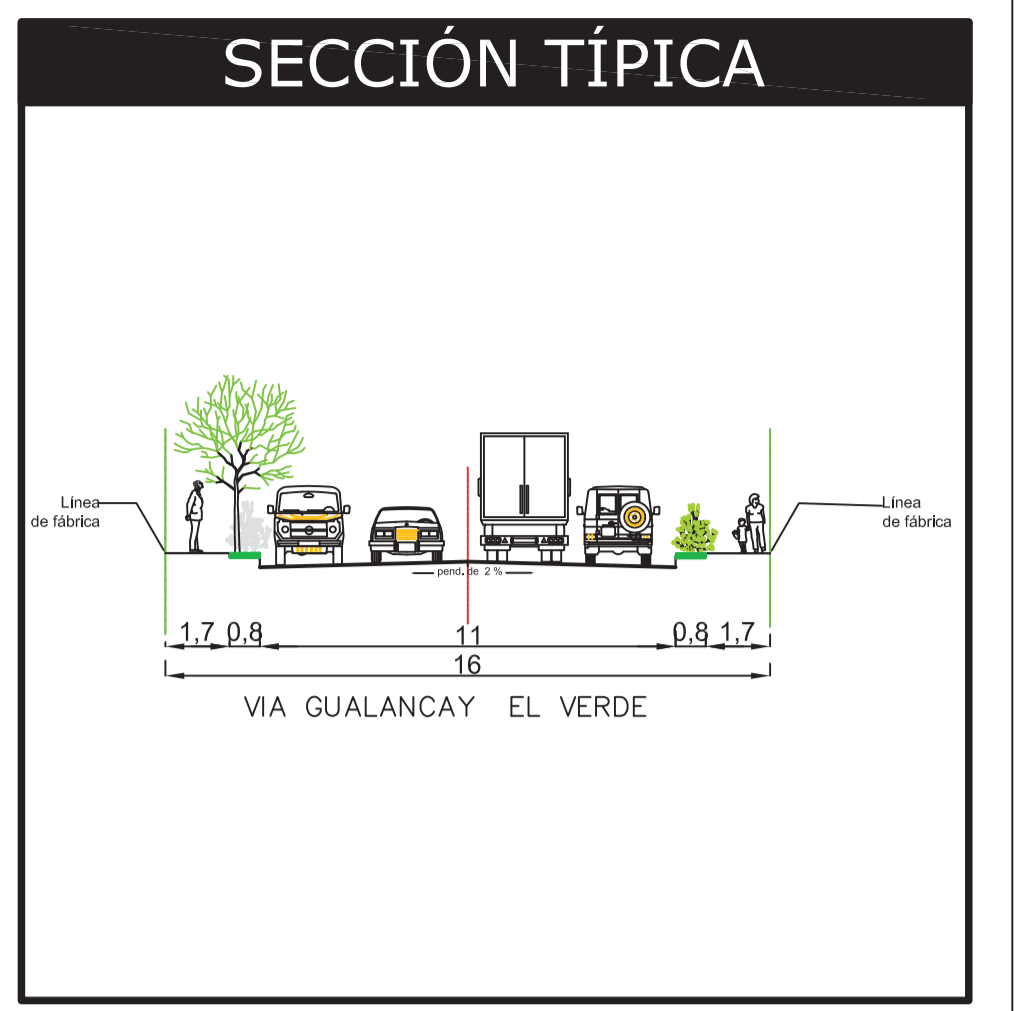 SECCIÓN TÍPICA
Línea
de fábrica
Línea
de fábrica
pend. de 2 %
1,7 0,8 11 0,8 1,7
16
VIA GUALANCAY EL VERDE